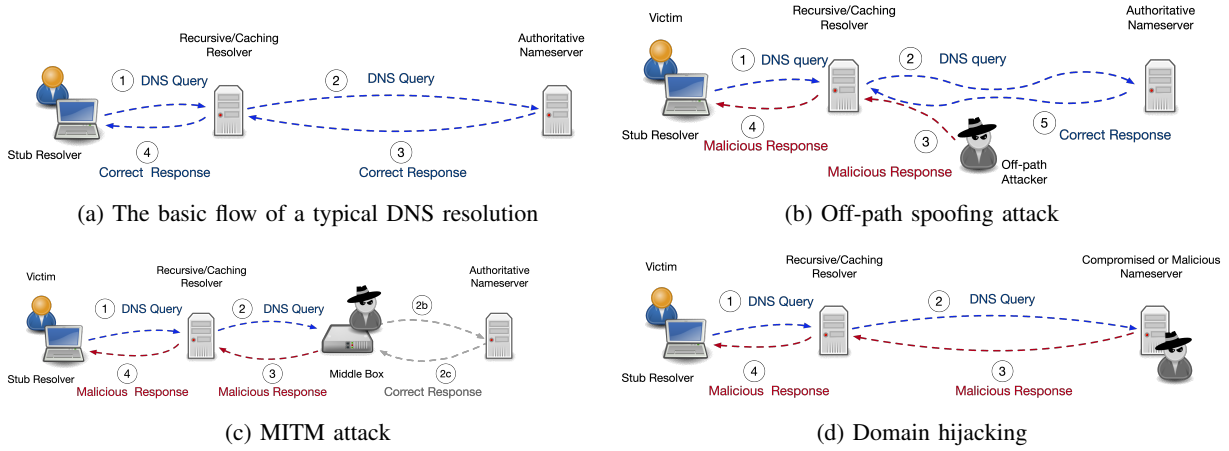 Recursive/Caching
Resolver
Authoritative
Nameserver
1
DNS Query
2
DNS Query
Stub Resolver
4
Correct Response
3
Correct Response
(a) The basic flow of a typical DNS resolution
Victim
Recursive/Caching
Resolver
Authoritative
Nameserver
1
DNS query
2
DNS query
Stub Resolver
4
Malicious Response
3
Malicious Response
Off-path
Attacker
5
Correct Response
(b) Off-path spoofing attack
Victim
Recursive/Caching
Resolver
Authoritative
Nameserver
1
DNS Query
2
DNS Query
2b
Stub Resolver
4
Malicious Response
3
Malicious Response
Middle Box
2c
Correct Response
(c) MITM attack
Victim
Recursive/Caching
Resolver
Compromised or Malicious
Nameserver
1
DNS Query
2
DNS Query
Stub Resolver
4
Malicious Response
3
Malicious Response
(d) Domain hijacking